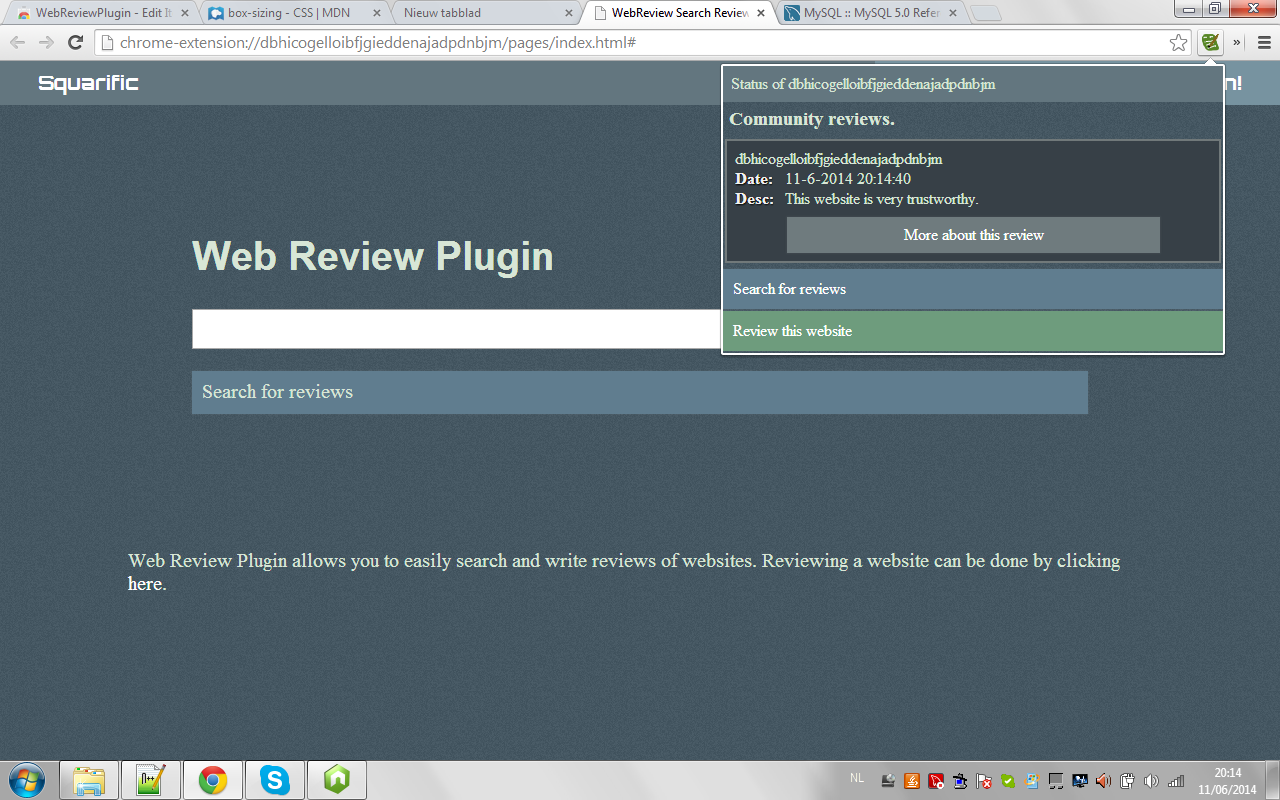 WebReviewPlugin - Edit It
box-sizing - CSS | MDN
Nieuw tabblad
WebReview Search Review
MySQL :: MySQL 5.0 Refer
chrome-extension://dbhicogelloibfjgieddenajadpdnbjm/pages/index.html#
Squarific
n!
Status of dbhicogelloibfjgieddenajadpdnbjm
Community reviews.
dbhicogelloibfjgieddenajadpdnbjm
Date: 11-6-2014 20:14:40
Desc: This website is very trustworthy.
More about this review
Search for reviews
Review this website
Web Review Plugin
Search for reviews
Web Review Plugin allows you to easily search and write reviews of websites. Reviewing a website can be done by clicking
here.
NL
20:14
11/06/2014